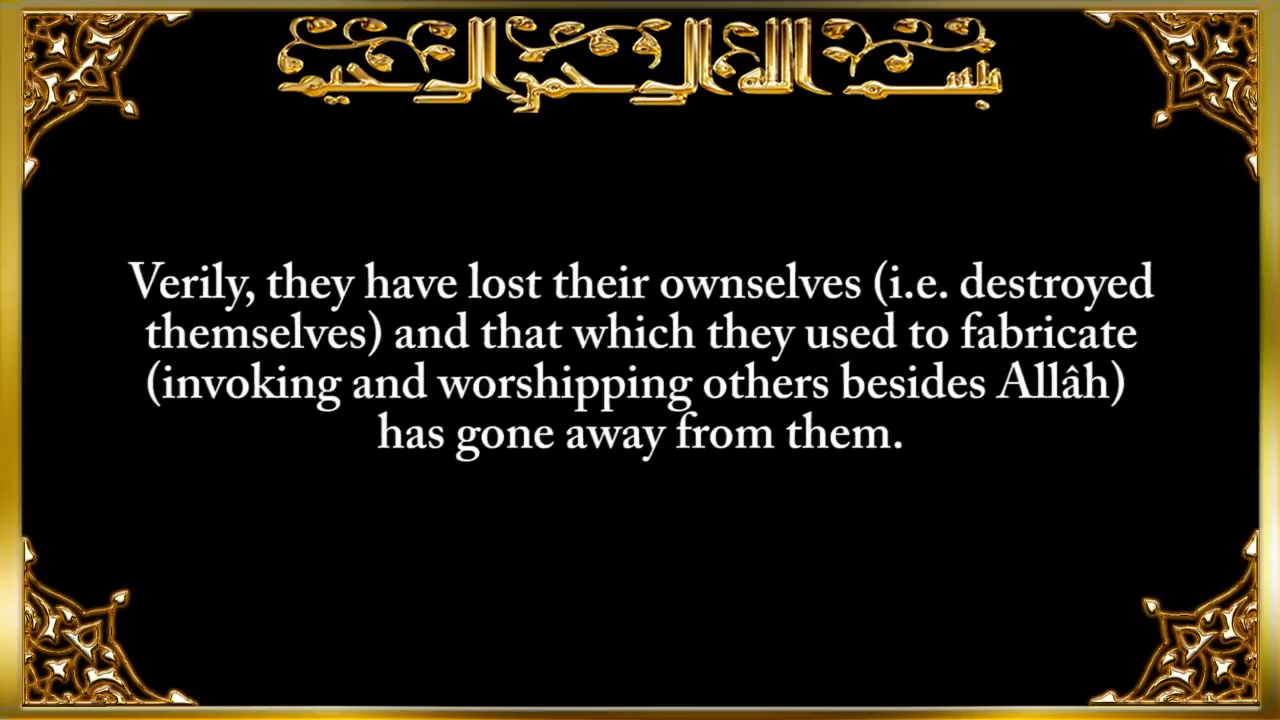 بسم الله الرحمن الرحيم
Verily, they have lost their ownselves (i.e. destroyed
themselves) and that which they used to fabricate
(invoking and worshipping others besides Allâh)
has gone away from them.